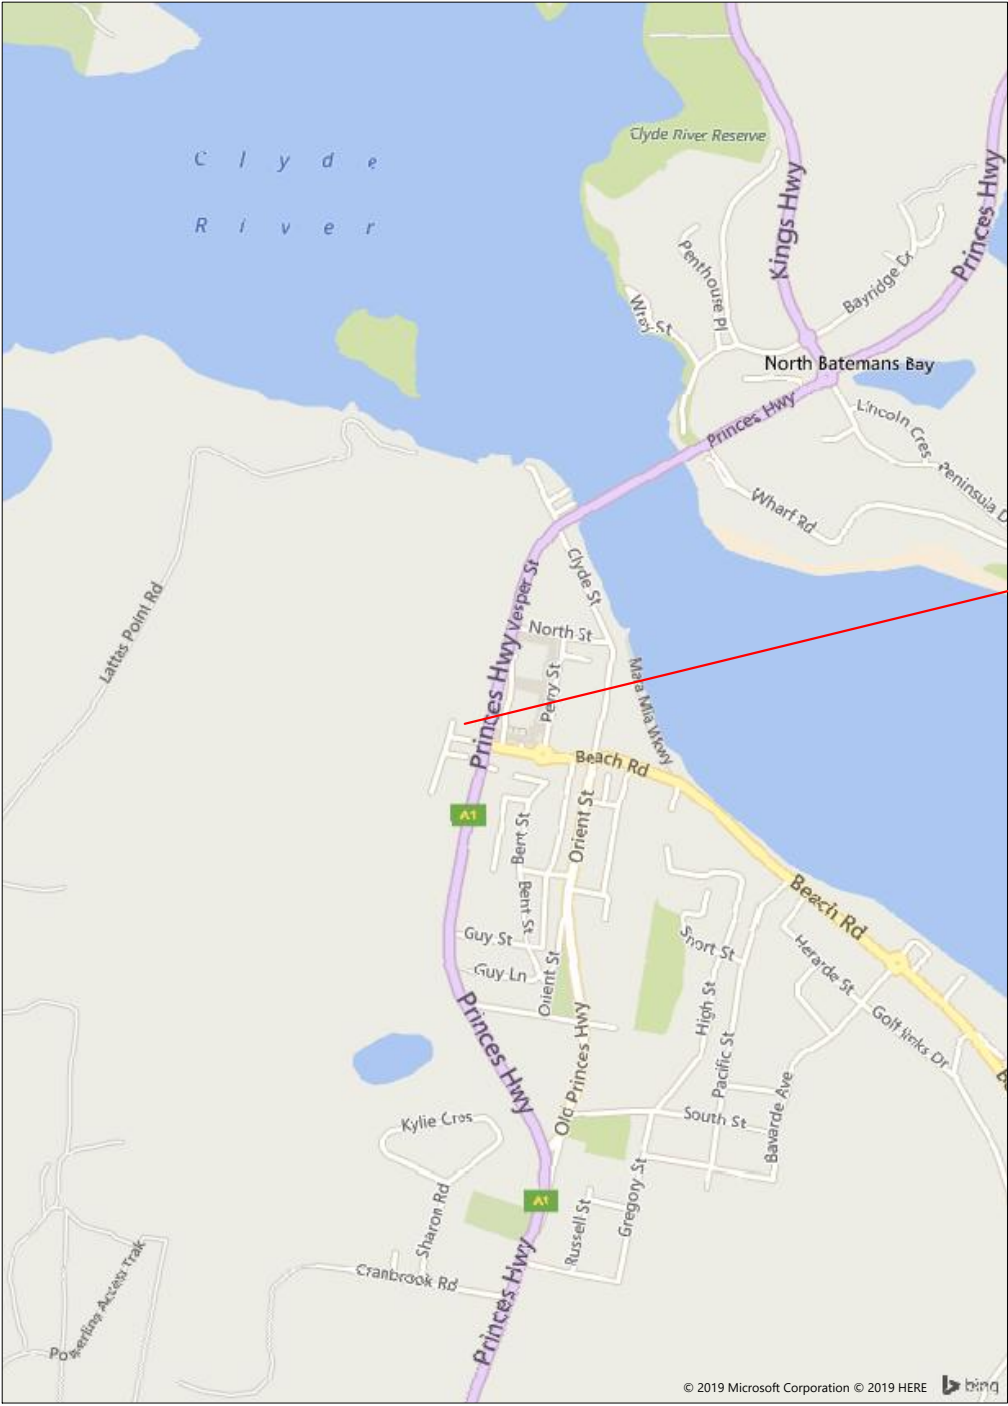 Clyde River Reserve
Clyde
River
Kings Hwy
Princes Hwy
Penthouse Pl
Bayridge Dr
Wray St
North Batemans Bay
Princes Hwy
Lincoln Cres
Peninsula D
Wharf Rd
Clyde St
Vesper St
Lattas Point Rd
North St
Princes Hwy
Perry St
Mara Mia Wkwy
Beach Rd
A1
Orient St
Bent St
Bent St
Beach Rd
Guy St
Short St
Herarde St
Guy Ln
Orient St
High St
Golf Links Dr
Princes Hwy
Old Princes Hwy
Pacific St
Bavarde Ave
Kylie Cres
South St
Gregory St
A1
Sharon Rd
Russell St
Powerline Access Trak
Cranbrook Rd
Princes Hwy
© 2019 Microsoft Corporation © 2019 HERE
bing